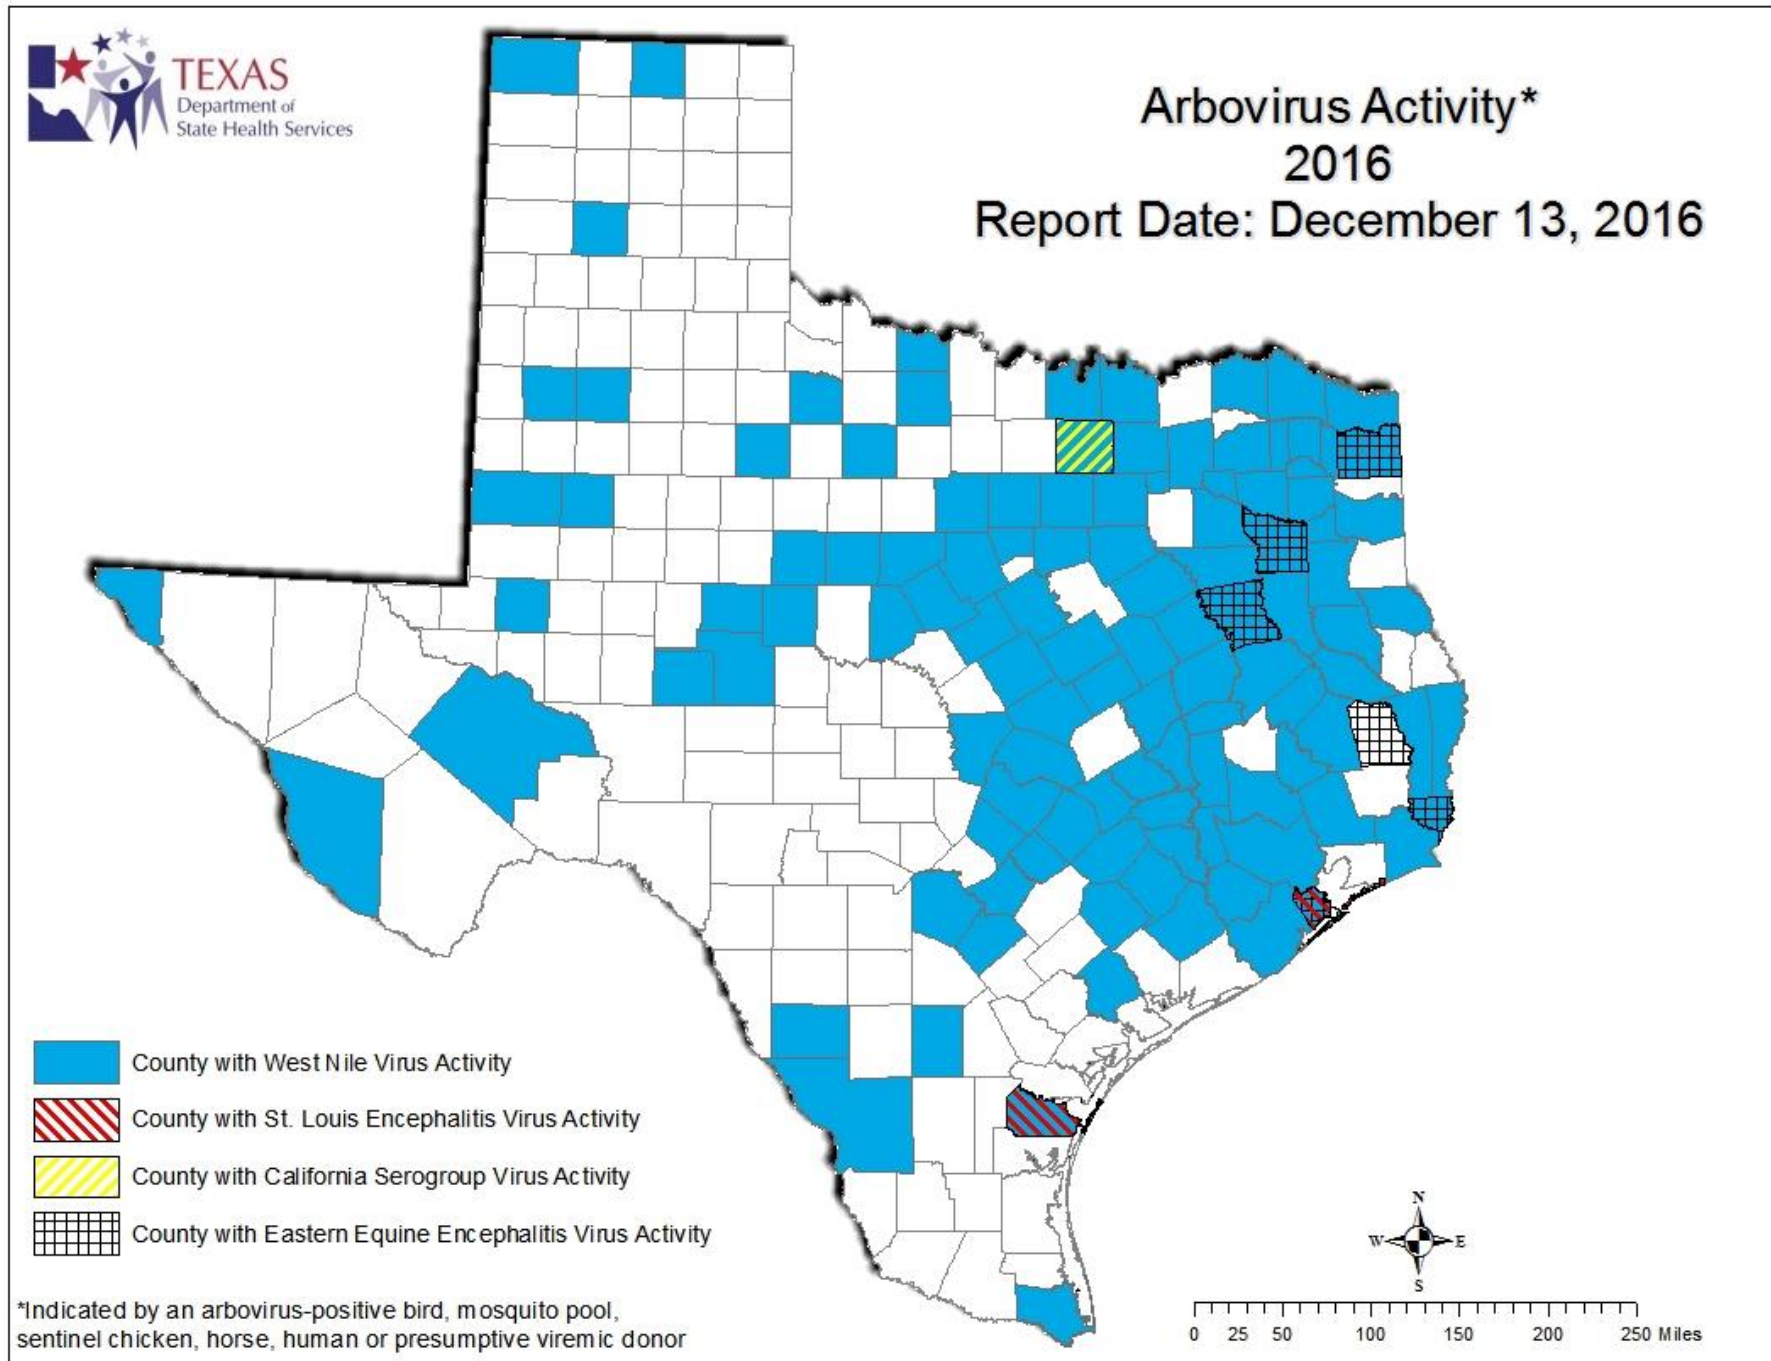 TEXAS
Department of
State Health Services
Arbovirus Activity*
2016
Report Date: December 13, 2016
County with West Nile Virus Activity
County with St. Louis Encephalitis Virus Activity
County with California Serogroup Virus Activity
County with Eastern Equine Encephalitis Virus Activity
*Indicated by an arbovirus-positive bird, mosquito pool,
sentinel chicken, horse, human or presumptive viremic donor
N
W E
S
0 25 50 100 150 200 250 Miles